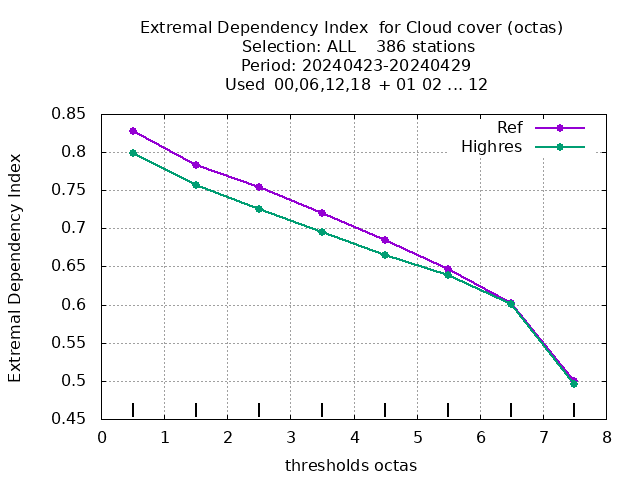 Extremal Dependency Index  for Cloud cover (octas)
Selection: ALL    386 stations
Period: 20240423-20240429
Used  00,06,12,18 + 01 02 ... 12
Ref
Highres
Extremal Dependency Index
0.85
0.8
0.75
0.7
0.65
0.6
0.55
0.5
0.45
0 1 2 3 4 5 6 7 8
thresholds octas